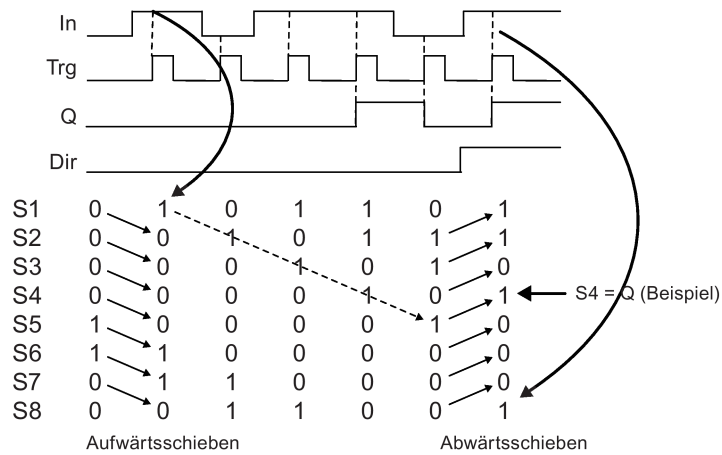 In
Trg
Q
Dir
S1 0 1 0 1 1 0 1
S2 0 0 1 0 1 1 1
S3 0 0 0 1 0 1 0
S4 0 0 0 0 1 0 1 S4 = Q (Beispiel)
S5 1 0 0 0 0 1 0
S6 1 1 0 0 0 0 0
S7 0 1 1 0 0 0 0
S8 0 0 1 1 0 0 1
Aufwärtsschieben Abwärtsschieben